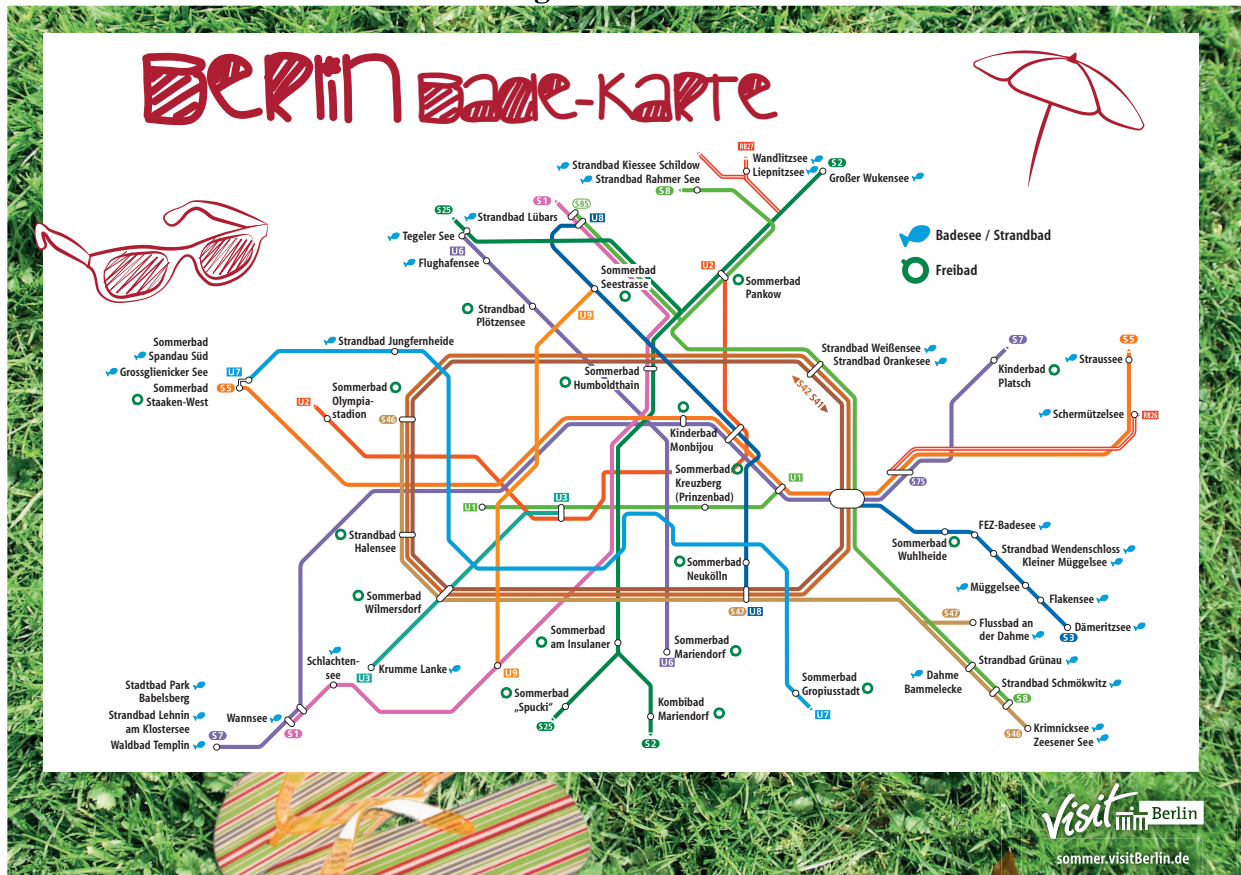 Berlin Bade-Karte
RB27
Wandlitzsee
Liepnitzsee
S2
Großer Wukensee
Strandbad Kiessee Schildow
Strandbad Rahmer See
S8
S1
S85
U8
S25
Strandbad Lübars
Tegeler See
U6
Flughafensee
Badesee / Strandbad
Freibad
Sommerbad
Seestrasse
U2
Sommerbad
Pankow
Strandbad
Plötzensee
U9
Sommerbad
Spandau Süd
Grossglienicker See
Sommerbad
Staaken-West
U7
S5
Strandbad Jungfernheide
Sommerbad
Olympia-
stadion
U2
S46
Sommerbad
Humboldthain
Strandbad Weißensee
Strandbad Orankesee
S42 S41
S7
Kinderbad
Platsch
S5
Straussee
Schermützelsee
RB26
Kinderbad
Monbijou
Sommerbad
Kreuzberg
(Prinzenbad)
U1
U3
U1
S75
Strandbad
Halensee
Sommerbad
Wuhlheide
FEZ-Badesee
Strandbad Wendenschloss
Kleiner Müggelsee
Sommerbad
Neukölln
Müggelsee
Flakensee
Sommerbad
Wilmersdorf
S47
U8
S47
Flussbad an
der Dahme
Dämeritzsee
S3
Sommerbad
am Insulaner
Sommerbad
Mariendorf
U6
Schlachten-
see
U3
Krumme Lanke
U9
Strandbad Grünau
Dahme
Bammelecke
Strandbad Schmökwitz
S8
Stadtbad Park
Babelsberg
Strandbad Lehnin
am Klostersee
Waldbad Templin
S7
Wannsee
S1
Sommerbad
„Spucki“
S25
Kombibad
Mariendorf
S2
Sommerbad
Gropiusstadt
U7
Krimnicksee
Zeesener See
S46
Visit Berlin
sommer.visitBerlin.de